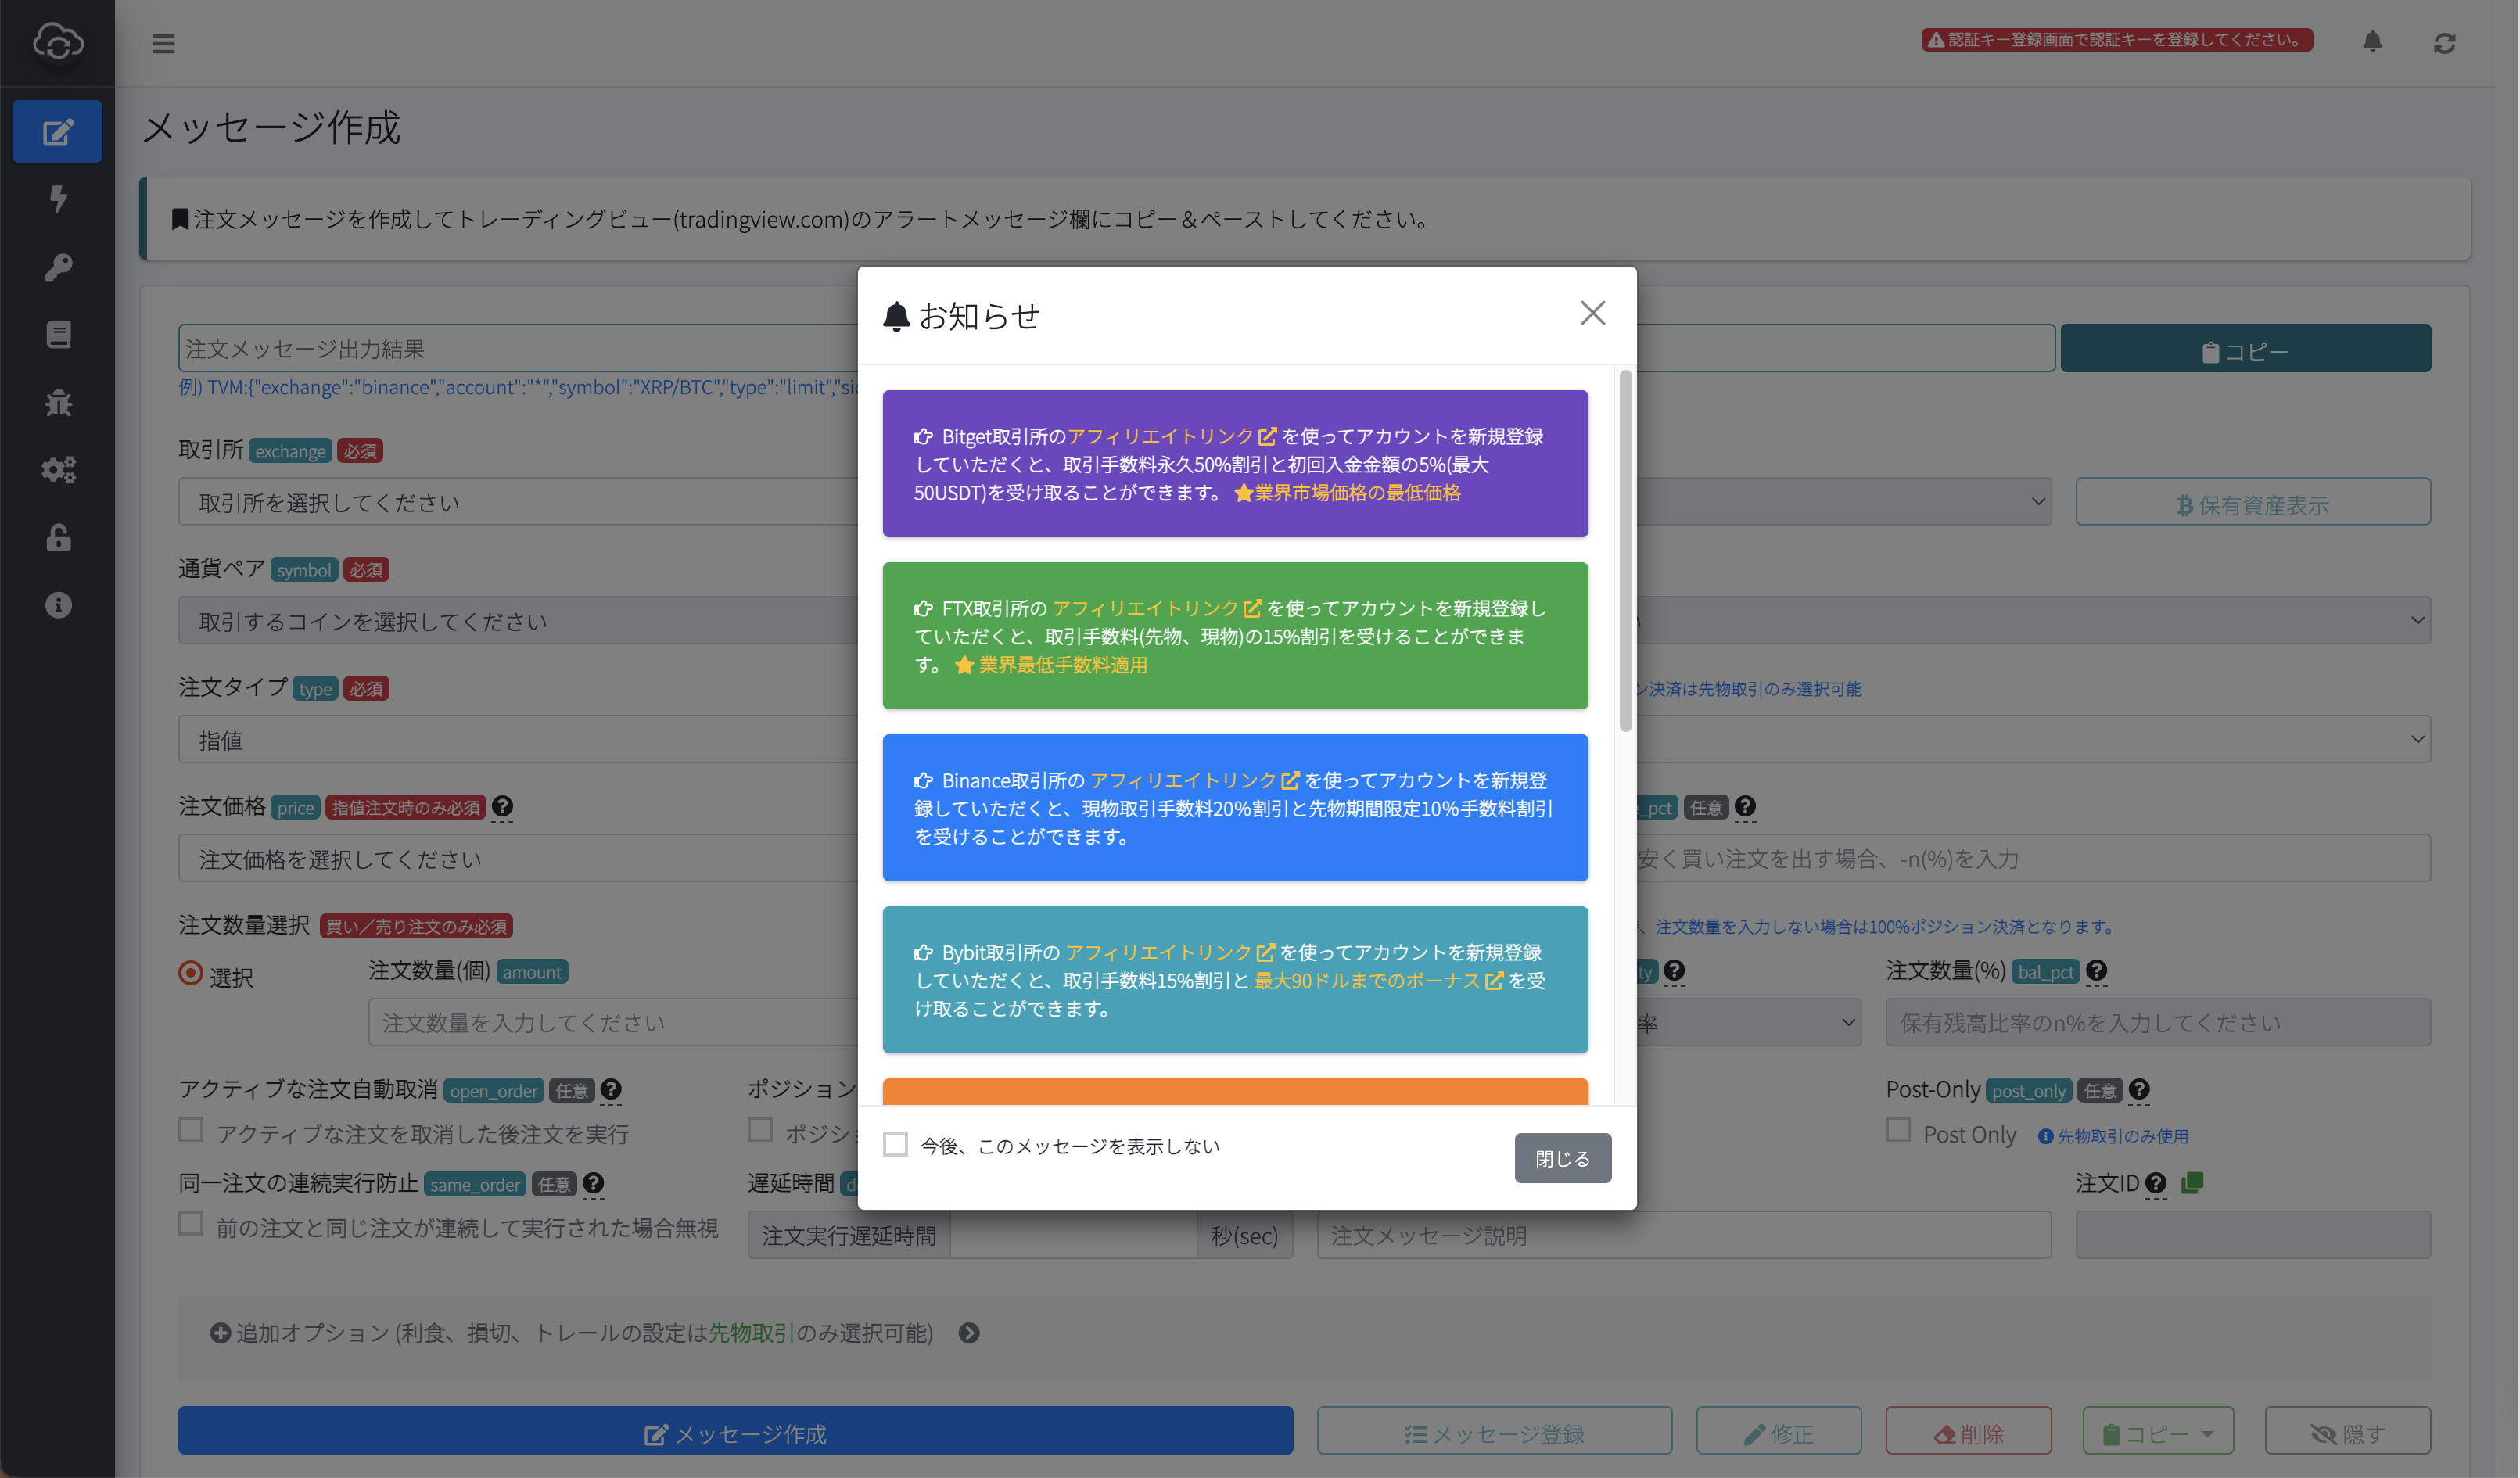 認証キー登録画面で認証キーを登録してください。
メッセージ作成
注文メッセージを作成してトレーディングビュー(tradingview.com)のアラートメッセージ欄にコピー＆ペーストしてください。
お知らせ
Bitget取引所のアフィリエイトリンク を使ってアカウントを新規登録
していただくと、取引手数料永久50%割引と初回入金金額の5%(最大
50USDT)を受け取ることができます。 業界市場価格の最低価格
FTX取引所の アフィリエイトリンク を使ってアカウントを新規登録し
ていただくと、取引手数料(先物、現物)の15%割引を受けることができま
す。 業界最低手数料適用
Binance取引所の アフィリエイトリンク を使ってアカウントを新規登
録していただくと、現物取引手数料20％割引と先物期間限定10％手数料割引
を受けることができます。
Bybit取引所の アフィリエイトリンク を使ってアカウントを新規登録
していただくと、取引手数料15%割引と 最大90ドルまでのボーナス を受
け取ることができます。
今後、このメッセージを表示しない
閉じる
注文メッセージ出力結果
コピー
例) TVM:{"exchange":"binance","account":"*","symbol":"XRP/BTC","type":"limit","sid
取引所 exchange 必須
取引所を選択してください
保有資産表示
通貨ペア symbol 必須
取引するコインを選択してください
注文タイプ type 必須
ン決済は先物取引のみ選択可能
指値
注文価格 price 指値注文時のみ必須
_pct 任意
注文価格を選択してください
安く買い注文を出す場合、-n(%)を入力
注文数量選択 買い／売り注文のみ必須
、注文数量を入力しない場合は100%ポジション決済となります。
選択
注文数量(個) amount
ty
注文数量(%) bal_pct
注文数量を入力してください
率
保有残高比率のn%を入力してください
アクティブな注文自動取消 open_order 任意
ポジション
Post-Only post_only 任意
アクティブな注文を取消した後注文を実行
ポジシ
Post Only 先物取引のみ使用
同一注文の連続実行防止 same_order 任意
遅延時間 d
注文ID
前の注文と同じ注文が連続して実行された場合無視
注文実行遅延時間
秒(sec)
注文メッセージ説明
追加オプション (利食、損切、トレールの設定は先物取引のみ選択可能)
メッセージ作成
メッセージ登録
修正
削除
コピー
隠す